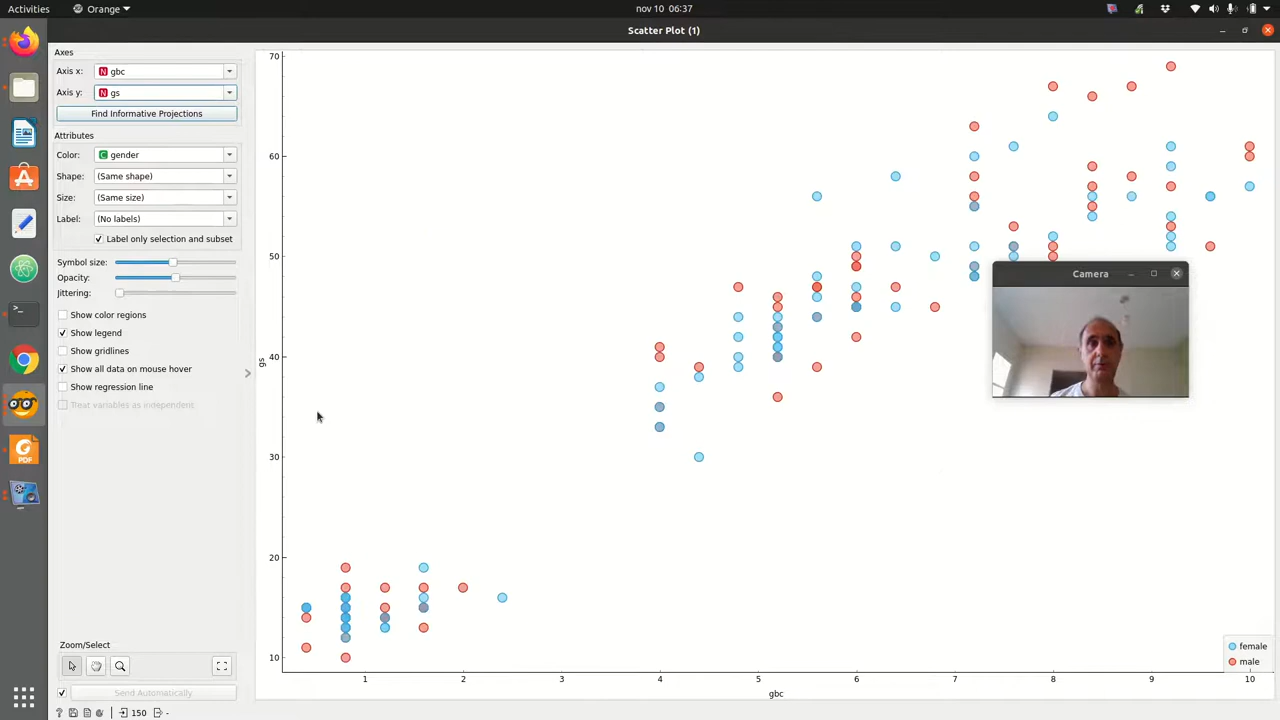 Activities
Orange
nov 10 06:37
Scatter Plot (1)
Axes
Axis x: N gbc
Axis y: N gs
Find Informative Projections
Attributes
Color: C gender
Shape: (Same shape)
Size: (Same size)
Label: (No labels)
Label only selection and subset
Symbol size:
Opacity:
Jittering:
Show color regions
Show legend
Show gridlines
Show all data on mouse hover
Show regression line
Treat variables as independent
Zoom/Select
Send Automatically
150 -
70
60
50
40
30
20
10
gs
1 2 3 4 5 6 7 8 9 10
gbc
Camera
female
male
PDF